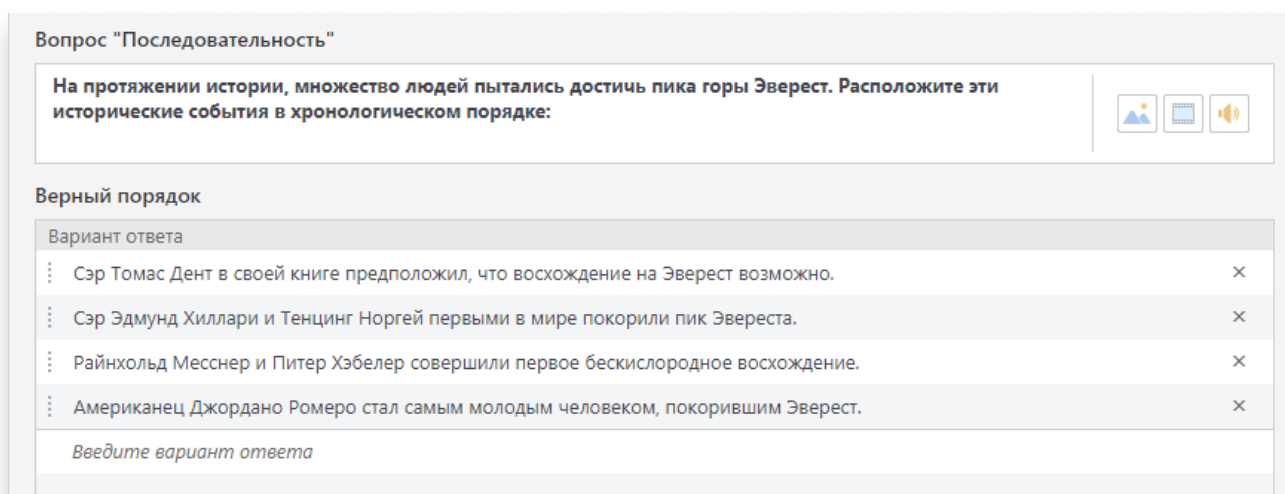 Вопрос "Последовательность"
На протяжении истории, множество людей пытались достичь пика горы Эверест. Расположите эти
исторические события в хронологическом порядке:
Верный порядок
Вариант ответа
Сэр Томас Дент в своей книге предположил, что восхождение на Эверест возможно.
Сэр Эдмунд Хиллари и Тенцинг Норгей первыми в мире покорили пик Эвереста.
Райнхольд Месснер и Питер Хэбелер совершили первое бескислородное восхождение.
Американец Джордано Ромеро стал самым молодым человеком, покорившим Эверест.
Введите вариант ответа